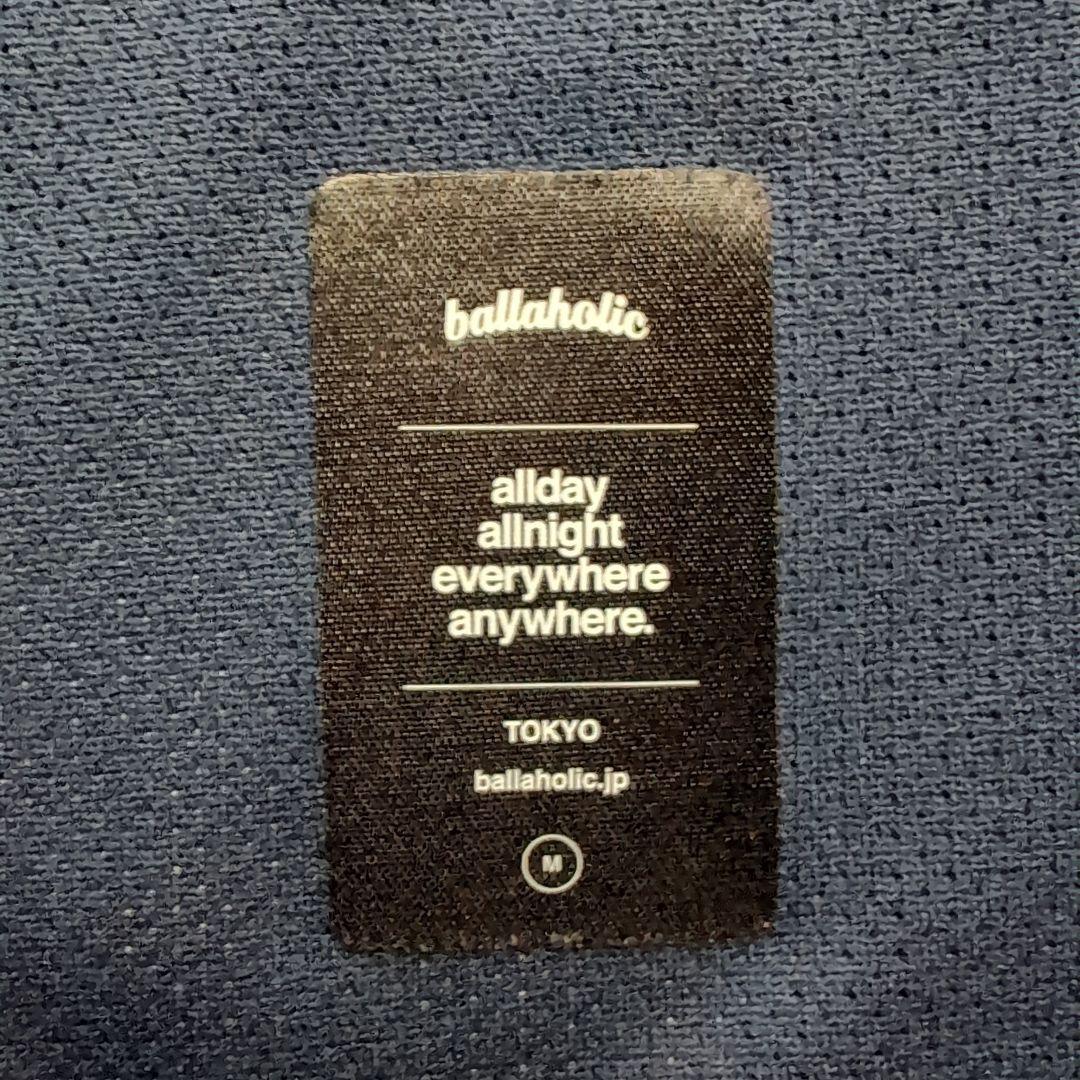 ballaholic
allday
allnight
everywhere
anywhere.
TOKYO
ballaholic.jp
M